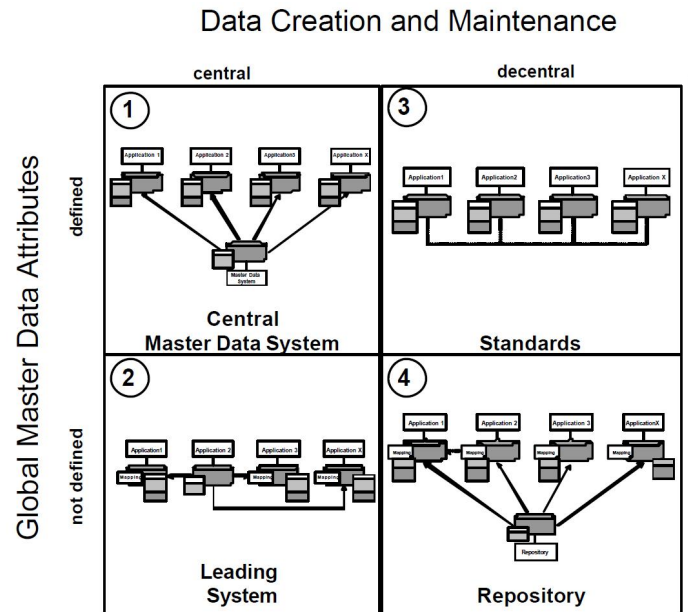 Data Creation and Maintenance
central
decentral
Global Master Data Attributes
defined
not defined
1
Application 1
Application 2
Application3
Application X
Master Data
System
Central
Master Data System
3
Application1
Application2
Application3
Application X
Standards
2
Application1
Application 2
Application 3
Application X
Mapping
Mapping
Mapping
Leading
System
4
Application 1
Application 2
Application 3
ApplicationX
Mapping
Mapping
Mapping
Mapping
Repository
Repository